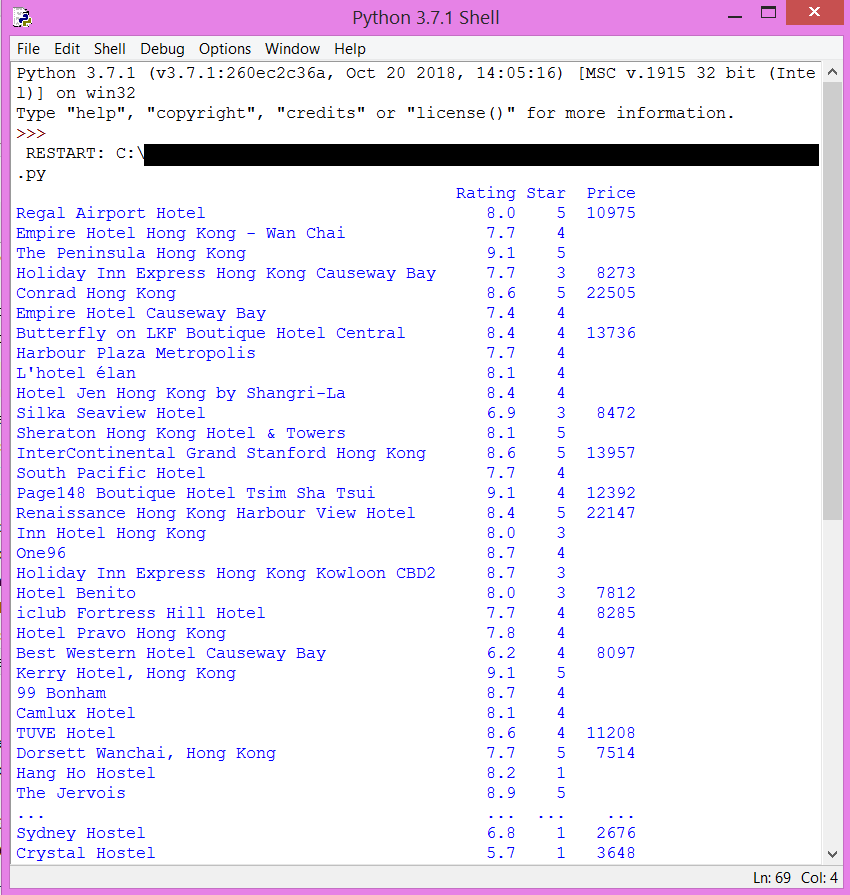 Python 3.7.1 Shell
File Edit Shell Debug Options Window Help
Python 3.7.1 (v3.7.1:260ec2c36a, Oct 20 2018, 14:05:16) [MSC v.1915 32 bit (Inte
l)] on win32
Type "help", "copyright", "credits" or "license()" for more information.
>>>
RESTART: C:\
.py
Rating Star Price
Regal Airport Hotel 8.0 5 10975
Empire Hotel Hong Kong - Wan Chai 7.7 4
The Peninsula Hong Kong 9.1 5
Holiday Inn Express Hong Kong Causeway Bay 7.7 3 8273
Conrad Hong Kong 8.6 5 22505
Empire Hotel Causeway Bay 7.4 4
Butterfly on LKF Boutique Hotel Central 8.4 4 13736
Harbour Plaza Metropolis 7.7 4
L'hotel élan 8.1 4
Hotel Jen Hong Kong by Shangri-La 8.4 4
Silka Seaview Hotel 6.9 3 8472
Sheraton Hong Kong Hotel & Towers 8.1 5
InterContinental Grand Stanford Hong Kong 8.6 5 13957
South Pacific Hotel 7.7 4
Page148 Boutique Hotel Tsim Sha Tsui 9.1 4 12392
Renaissance Hong Kong Harbour View Hotel 8.4 5 22147
Inn Hotel Hong Kong 8.0 3
One96 8.7 4
Holiday Inn Express Hong Kong Kowloon CBD2 8.7 3
Hotel Benito 8.0 3 7812
iclub Fortress Hill Hotel 7.7 4 8285
Hotel Pravo Hong Kong 7.8 4
Best Western Hotel Causeway Bay 6.2 4 8097
Kerry Hotel, Hong Kong 9.1 5
99 Bonham 8.7 4
Camlux Hotel 8.1 4
TUVE Hotel 8.6 4 11208
Dorsett Wanchai, Hong Kong 7.7 5 7514
Hang Ho Hostel 8.2 1
The Jervois 8.9 5
... ... ... ...
Sydney Hostel 6.8 1 2676
Crystal Hostel 5.7 1 3648
Ln: 69 Col: 4